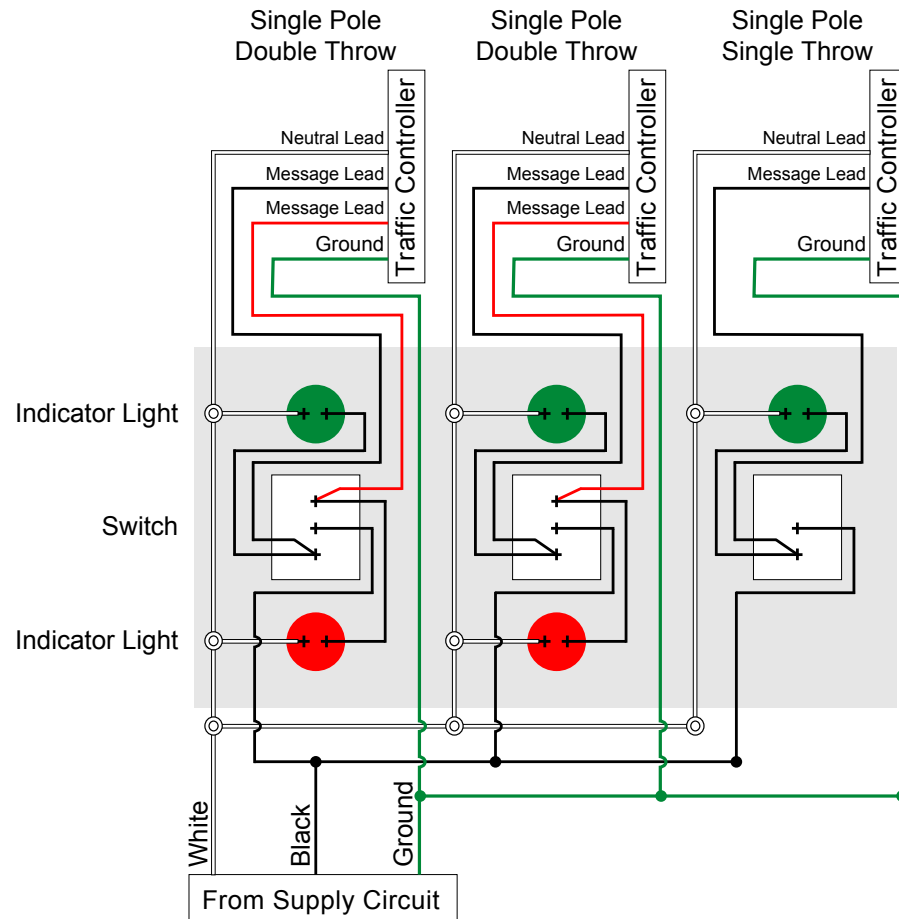 Single Pole
Double Throw
Single Pole
Double Throw
Single Pole
Single Throw
Neutral Lead
Message Lead
Message Lead
Ground
Traffic Controller
Neutral Lead
Message Lead
Message Lead
Ground
Traffic Controller
Neutral Lead
Message Lead
Ground
Traffic Controller
Indicator Light
Switch
Indicator Light
White
Black
Ground
From Supply Circuit